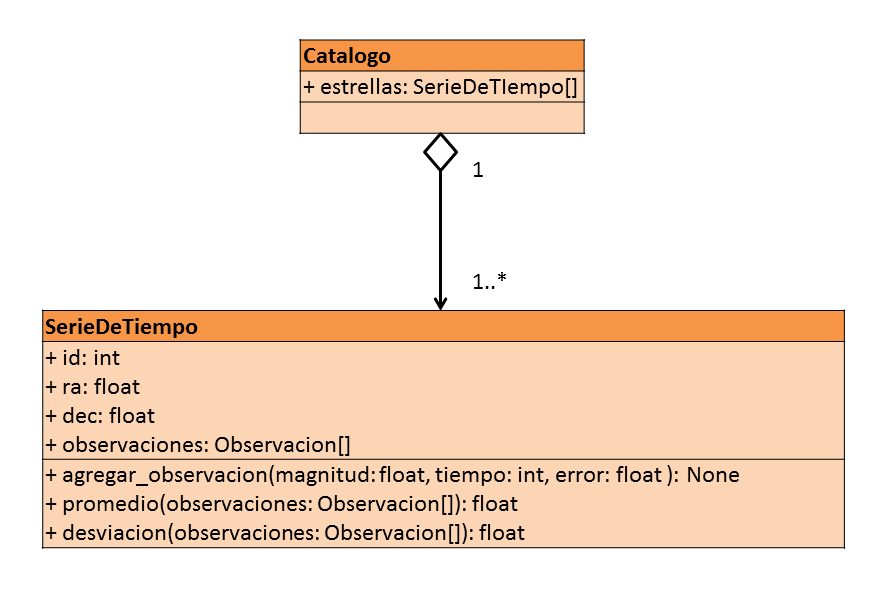 Catalogo
+ estrellas: SerieDeTIempo[]
1
1..*
SerieDeTiempo
+ id: int
+ ra: float
+ dec: float
+ observaciones: Observacion[]
+ agregar_observacion(magnitud: float, tiempo: int, error: float ): None
+ promedio(observaciones: Observacion[]): float
+ desviacion(observaciones: Observacion[]): float